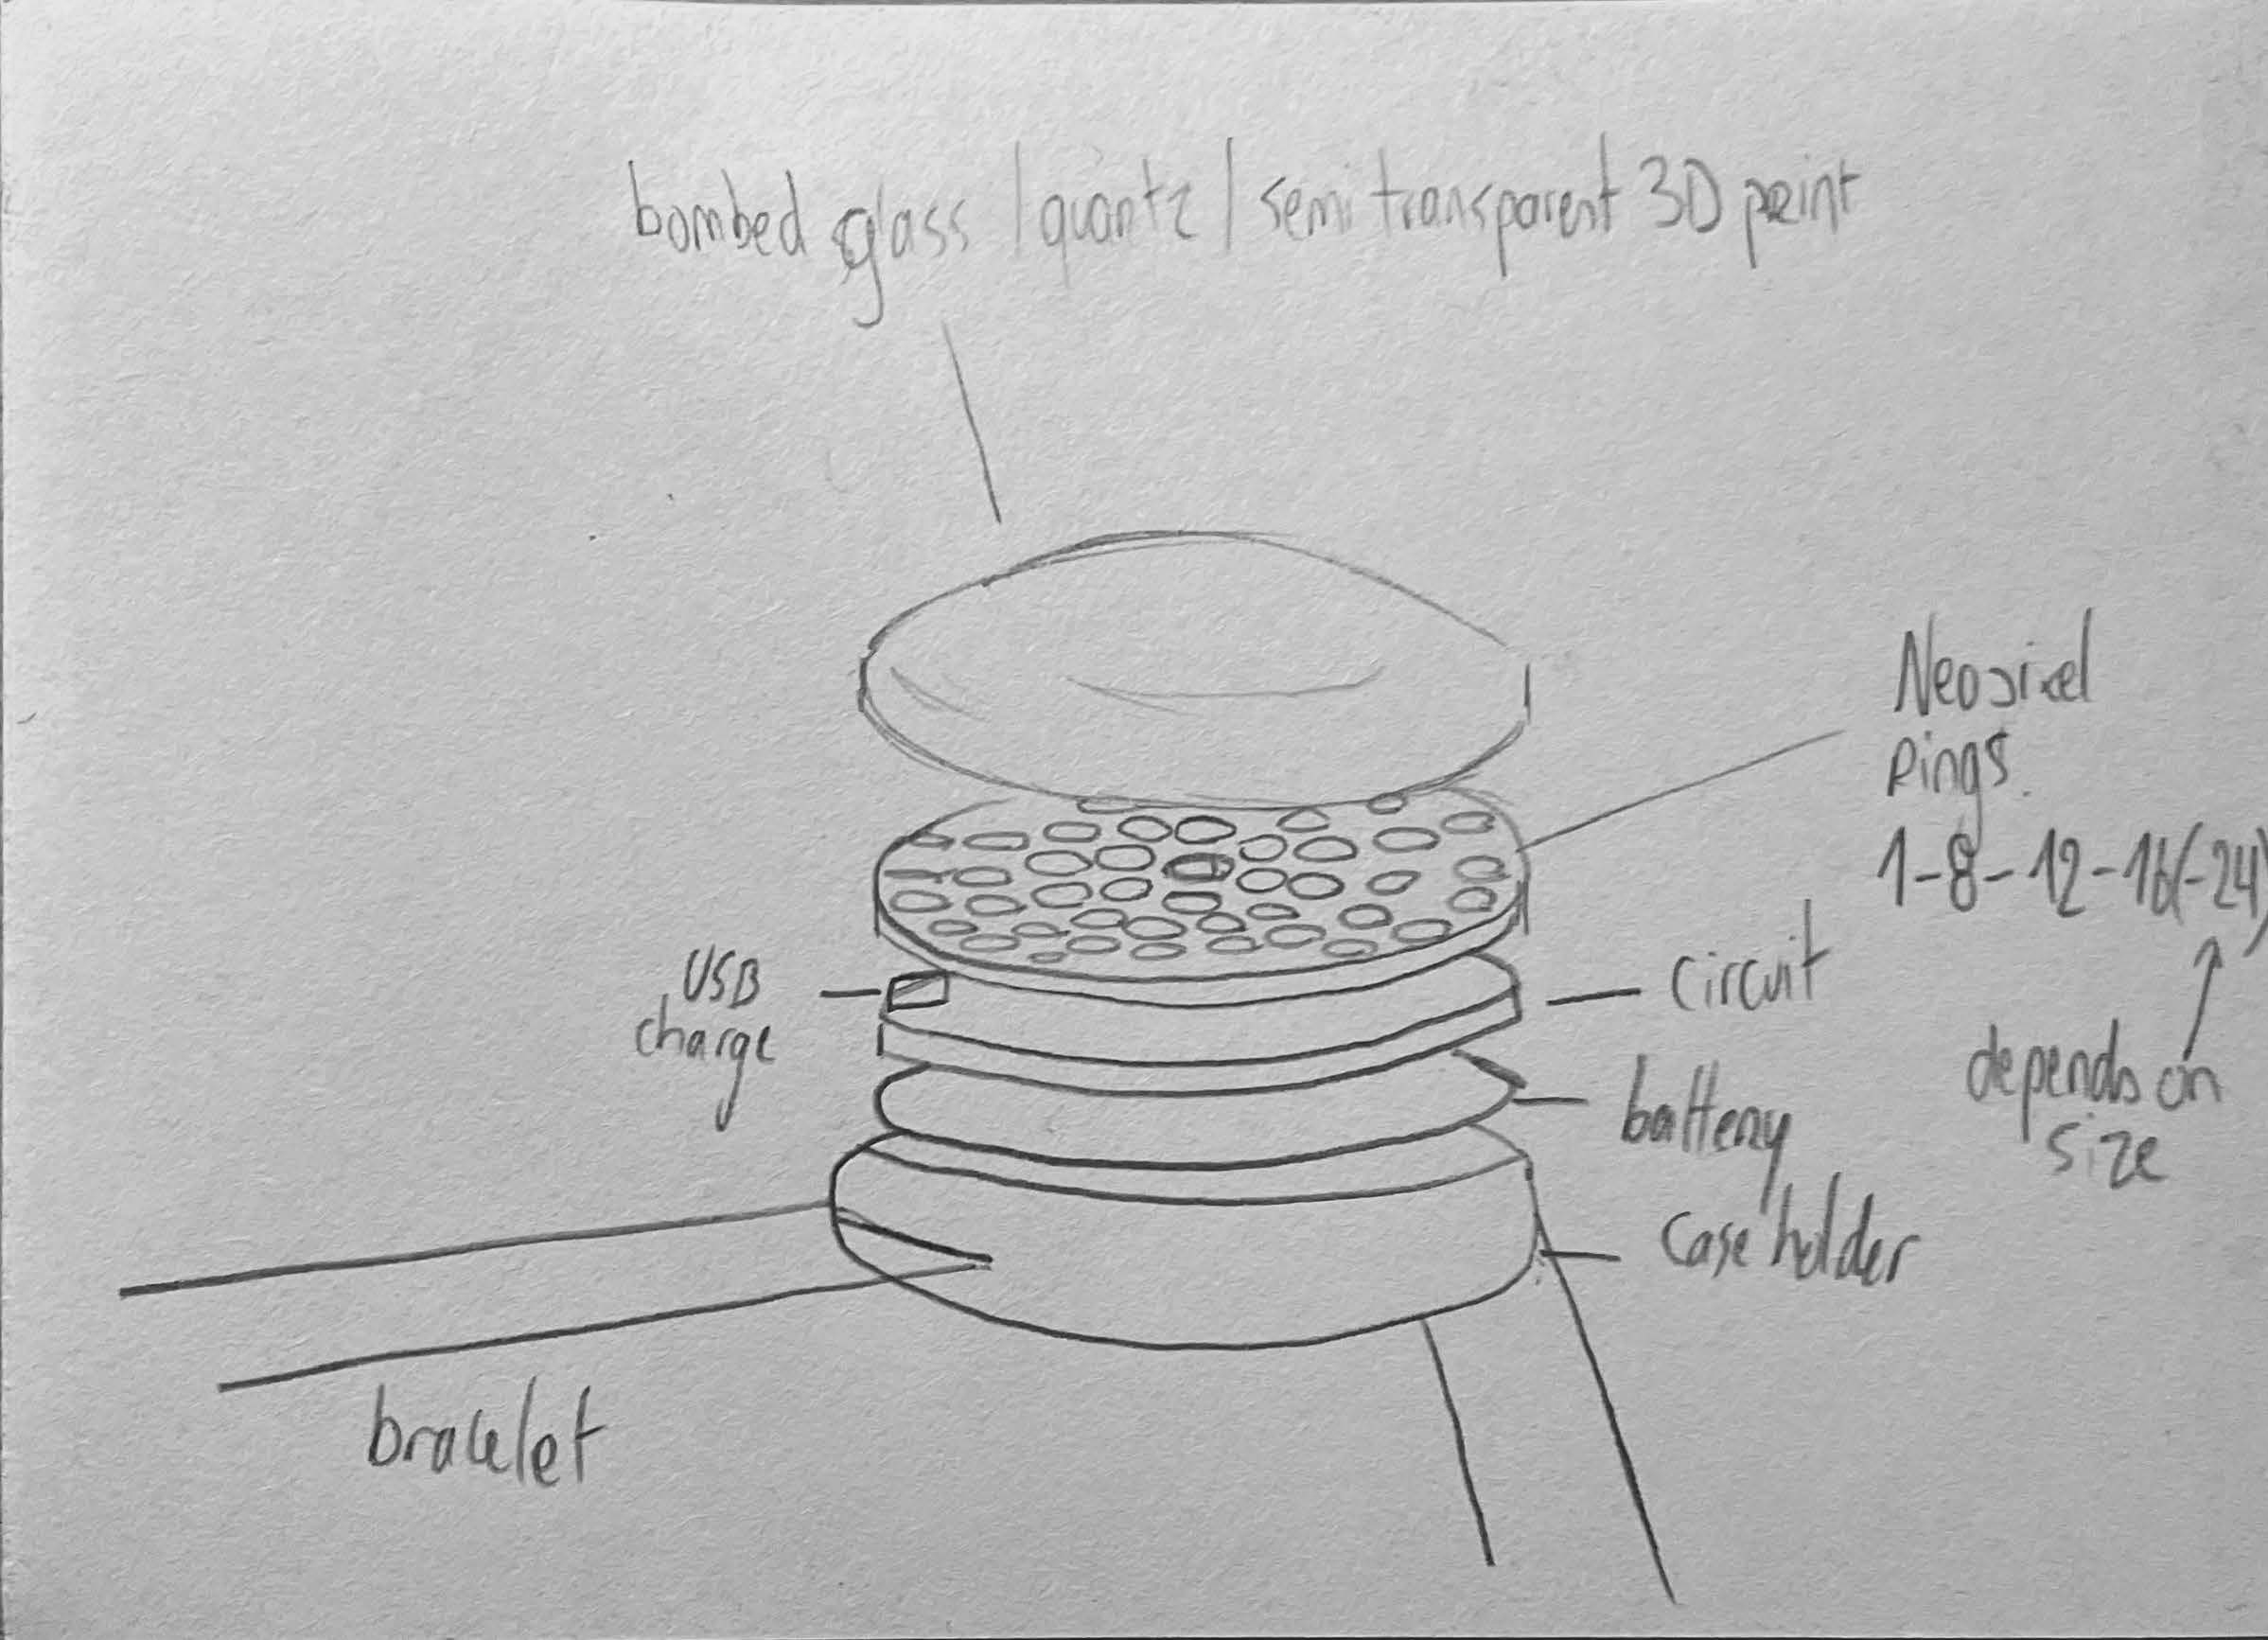 bombed glass / quartz / semi transparent 3D print
Neopixel
Rings.
1-8-12-16(-24)
depends on
size
USB
charge
circuit
battery
case holder
bracelet